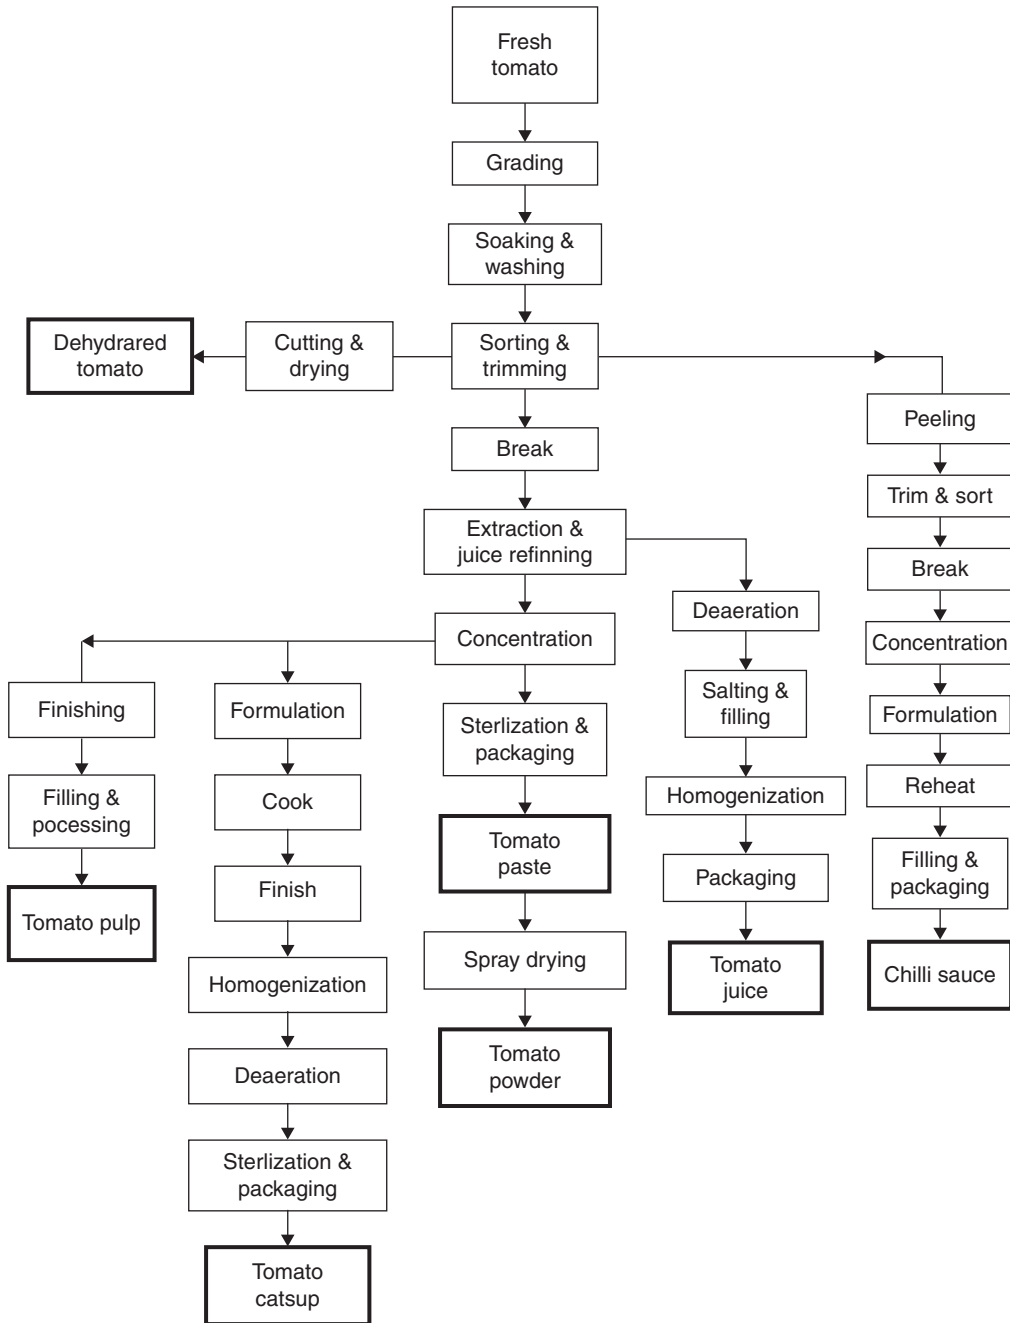 Fresh
tomato
Grading
Soaking &
washing
Dehydrared
tomato
Cutting &
drying
Sorting &
trimming
Peeling
Break
Trim & sort
Extraction &
juice refinning
Break
Deaeration
Concentration
Concentration
Finishing
Formulation
Sterlization &
packaging
Salting &
filling
Formulation
Filling &
pocessing
Cook
Homogenization
Reheat
Tomato
paste
Packaging
Filling &
packaging
Tomato pulp
Finish
Spray drying
Tomato
juice
Chilli sauce
Homogenization
Tomato
powder
Deaeration
Sterlization &
packaging
Tomato
catsup